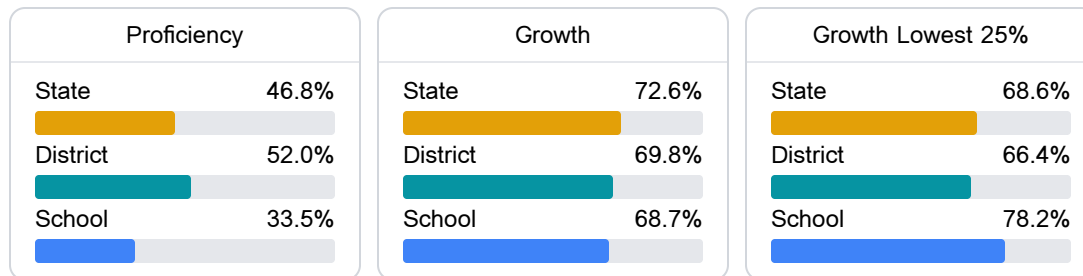 Proficiency
State 46.8%
District 52.0%
School 33.5%
Growth
State 72.6%
District 69.8%
School 68.7%
Growth Lowest 25%
State 68.6%
District 66.4%
School 78.2%